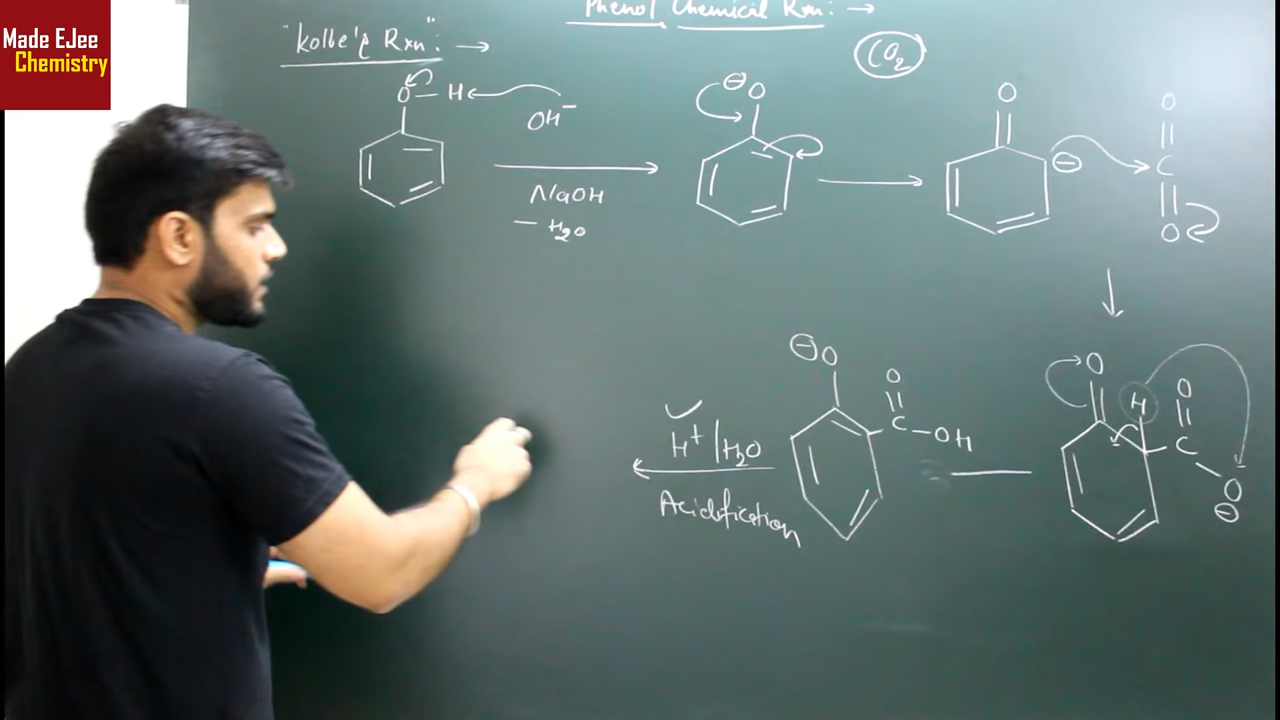 Made EJee
Chemistry
Phenol Chemical Rxn: →
"Kolbe's Rxn": →
CO2
O – H
OH⁻
NaOH
– H2O
⊖ O
O
⊖
O
C
O
⊖ O
O
C – OH
H+ / H2O
Acidification
O
H
O
C
O
⊖